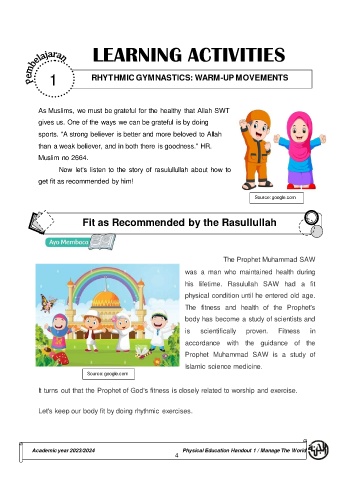 Pembelajaran
1
LEARNING ACTIVITIES
RHYTHMIC GYMNASTICS: WARM-UP MOVEMENTS
As Muslims, we must be grateful for the healthy that Allah SWT
gives us. One of the ways we can be grateful is by doing
sports. "A strong believer is better and more beloved to Allah
than a weak believer, and in both there is goodness." HR.
Muslim no 2664.
Now let's listen to the story of rasulullulah about how to
get fit as recommended by him!
Source: google.com
Fit as Recommended by the Rasullullah
Ayo Membaca
The Prophet Muhammad SAW
was a man who maintained health during
his lifetime. Rasulullah SAW had a fit
physical condition until he entered old age.
The fitness and health of the Prophet's
body has become a study of scientists and
is scientifically proven. Fitness in
accordance with the guidance of the
Prophet Muhammad SAW is a study of
islamic science medicine.
Source: google.com
It turns out that the Prophet of God's fitness is closely related to worship and exercise.
Let's keep our body fit by doing rhythmic exercises.
Academic year 2023/2024
4
Physical Education Handout 1 / Manage The World